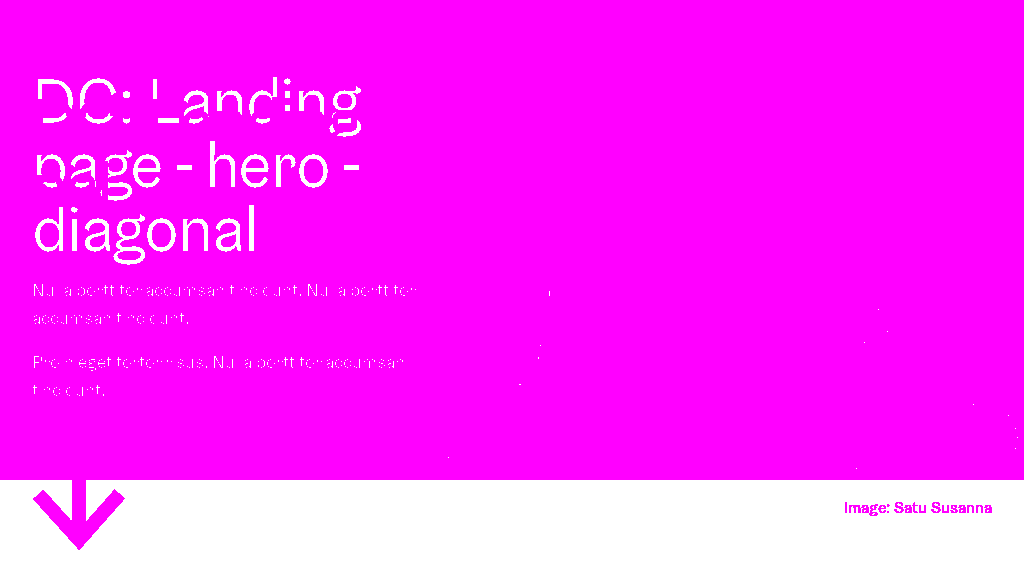 DC: Landing
page - hero -
diagonal
Nulla porttitor accumsan tincidunt. Nulla porttitor
accumsan tincidunt.
Proin eget tortor risus. Nulla porttitor accumsan
tincidunt.
Image: Satu Susanna